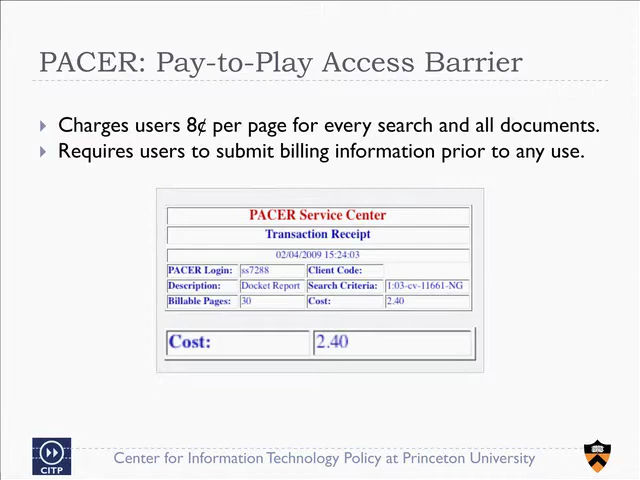 PACER: Pay-to-Play Access Barrier
Charges users 8¢ per page for every search and all documents.
Requires users to submit billing information prior to any use.
PACER Service Center
Transaction Receipt
02/04/2009 15:24:03
PACER Login: ss7288 Client Code:
Description: Docket Report Search Criteria: 1:03-cv-11661-NG
Billable Pages: 30 Cost: 2.40
Cost: 2.40
CITP
Center for Information Technology Policy at Princeton University